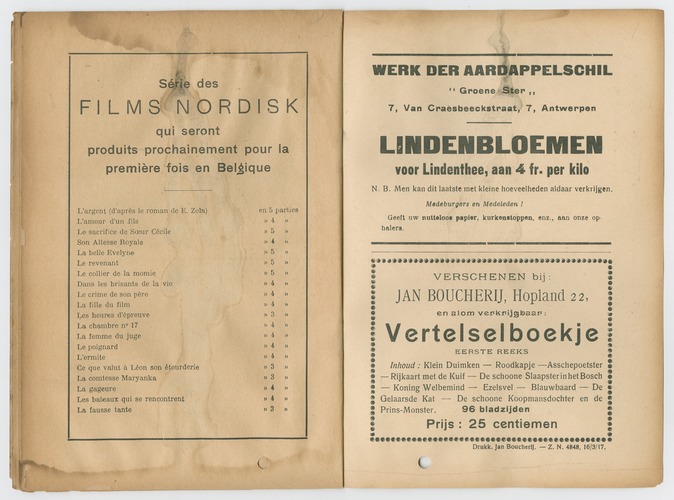 Série des
FILMS NORDISK
qui seront
produits prochainement pour la
première fois en Belgique
L'argent (d'après le roman de E. Zola) en 5 parties
L'amour d'un fils » 4 »
Le sacrifice de Sœur Cécile » 5 »
Son Altesse Royale » 4 »
La belle Evelyne » 5 »
Le revenant » 5 »
Le collier de la momie » 5 »
Dans les brisants de la vie » 4 »
Le crime de son père » 4 »
La fille du film » 4 »
Les heures d'épreuve » 3 »
La chambre nº 17 » 4 »
La femme du juge » 4 »
Le poignard » 4 »
L'ermite » 4 »
Ce que valut à Léon son étourderie » 3 »
La comtesse Maryanka » 3 »
La gageure » 4 »
Les bateaux qui se rencontrent » 4 »
La fausse tante » 3 »
WERK DER AARDAPPELSCHIL
" Groene Ster „
7, Van Craesbeeckstraat, 7, Antwerpen
LINDENBLOEMEN
voor Lindenthee, aan 4 fr. per kilo
N. B. Men kan dit laatste met kleine hoeveelheden aldaar verkrijgen.
Medeburgers en Medeleden !
Geeft uw nutteloos papier, kurkenstoppen, enz., aan onze op-
halers.
VERSCHENEN bij:
JAN BOUCHERIJ, Hopland 22,
en alom verkrijgbaar:
Vertelselboekje
EERSTE REEKS
Inhoud : Klein Duimken — Roodkapje — Asschepoetster
— Rijkaart met de Kuif — De schoone Slaapster in het Bosch
— Koning Welbemind — Ezelsvel — Blauwbaard — De
Gelaarsde Kat — De schoone Koopmansdochter en de
Prins-Monster. 96 bladzijden
Prijs : 25 centiemen
Drukk. Jan Boucherij. — Z. N. 4848, 16/3/17.